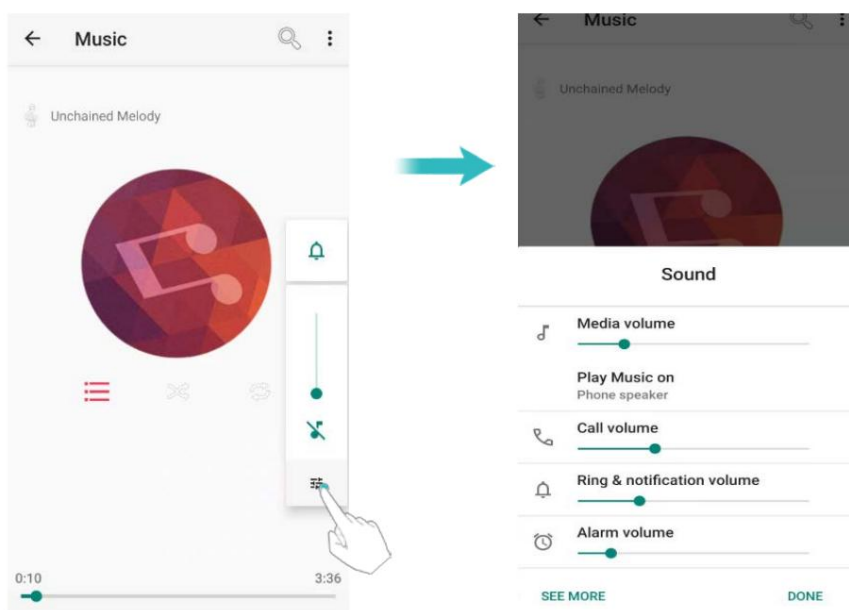 Music
Unchained Melody
0:10
3:36
Music
Unchained Melody
Sound
Media volume
Play Music on
Phone speaker
Call volume
Ring & notification volume
Alarm volume
SEE MORE
DONE